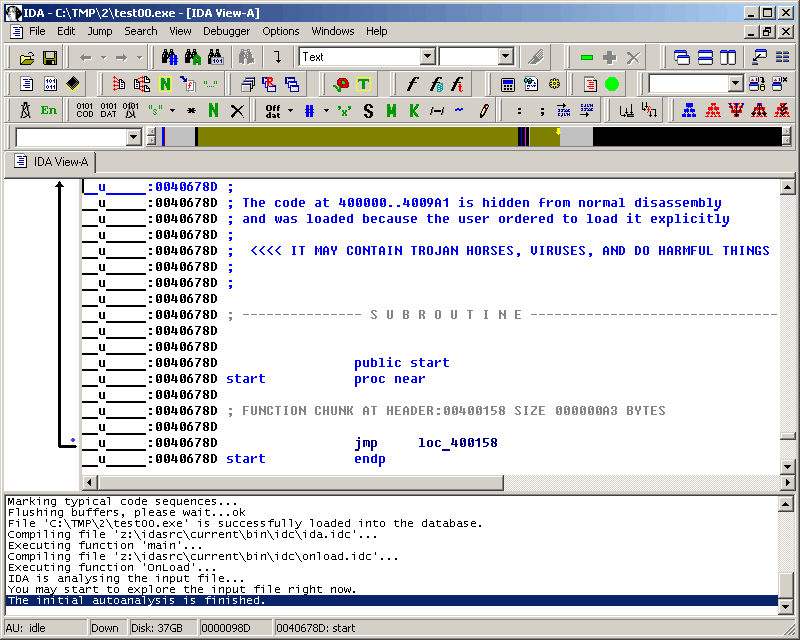 IDA - C:\TMP\2\test00.exe - [IDA View-A]
File Edit Jump Search View Debugger Options Windows Help
Text
En 0101 COD 0101 DAT "s" * N X Off dat # 'x' S M K : ;
IDA View-A
__u_____:0040678D ;
__u_____:0040678D ; The code at 400000..4009A1 is hidden from normal disassembly
__u_____:0040678D ; and was loaded because the user ordered to load it explicitly
__u_____:0040678D ;
__u_____:0040678D ;  <<<< IT MAY CONTAIN TROJAN HORSES, VIRUSES, AND DO HARMFUL THINGS
__u_____:0040678D ;
__u_____:0040678D ;
__u_____:0040678D
__u_____:0040678D ; --------------- S U B R O U T I N E -------------------------------
__u_____:0040678D
__u_____:0040678D
__u_____:0040678D                 public start
__u_____:0040678D start           proc near
__u_____:0040678D
__u_____:0040678D ; FUNCTION CHUNK AT HEADER:00400158 SIZE 000000A3 BYTES
__u_____:0040678D
__u_____:0040678D                 jmp     loc_400158
__u_____:0040678D start           endp
Marking typical code sequences...
Flushing buffers, please wait...ok
File 'C:\TMP\2\test00.exe' is successfully loaded into the database.
Compiling file 'z:\idasrc\current\bin\idc\ida.idc'...
Executing function 'main'...
Compiling file 'z:\idasrc\current\bin\idc\onload.idc'...
Executing function 'OnLoad'...
IDA is analysing the input file...
You may start to explore the input file right now.
The initial autoanalysis is finished.
AU: idle Down Disk: 37GB 0000098D 0040678D: start